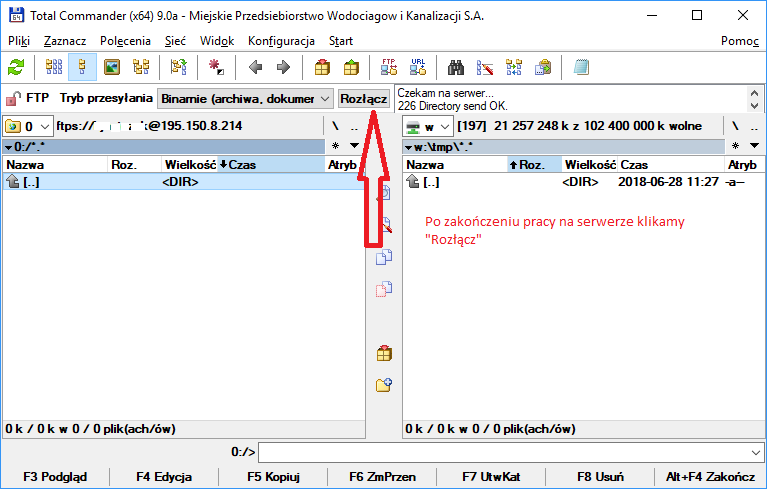 Total Commander (x64) 9.0a - Miejskie Przedsiebiorstwo Wodociagow i Kanalizacji S.A.
Pliki Zaznacz Polecenia Sieć Widok Konfiguracja Start Pomoc
FTP URL
FTP Tryb przesyłania Binarnie (archiwa, dokumer Rozłącz
Czekam na serwer...
226 Directory send OK.
0 ftps:// @195.150.8.214 \ ..
w [197] 21 257 248 k z 102 400 000 k wolne \ ..
0:/*.* * ▼
w:\tmp\*.* * ▼
Nazwa Roz. Wielkość Czas Atryb
Nazwa Roz. Wielkość Czas Atryb
[..] <DIR>
[..] <DIR> 2018-06-28 11:27 -a--
Po zakończeniu pracy na serwerze klikamy
"Rozłącz"
0 k / 0 k w 0 / 0 plik(ach/ów)
0 k / 0 k w 0 / 0 plik(ach/ów)
0:/>
F3 Podgląd F4 Edycja F5 Kopiuj F6 ZmPrzen F7 UtwKat F8 Usuń Alt+F4 Zakończ